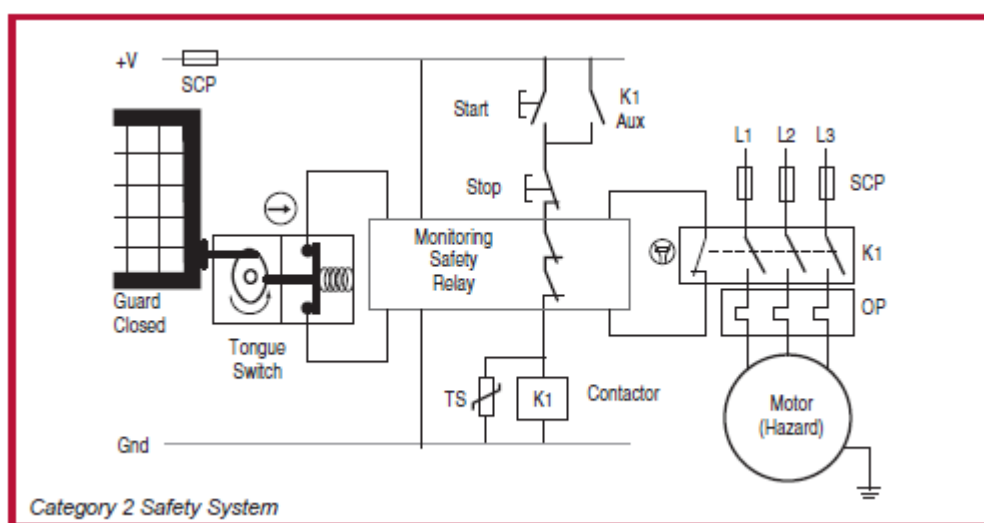 +V
SCP
Start
K1
Aux
L1 L2 L3
SCP
Stop
Monitoring
Safety
Relay
K1
Guard
Closed
OP
Tongue
Switch
TS
K1
Contactor
Motor
(Hazard)
Gnd
Category 2 Safety System